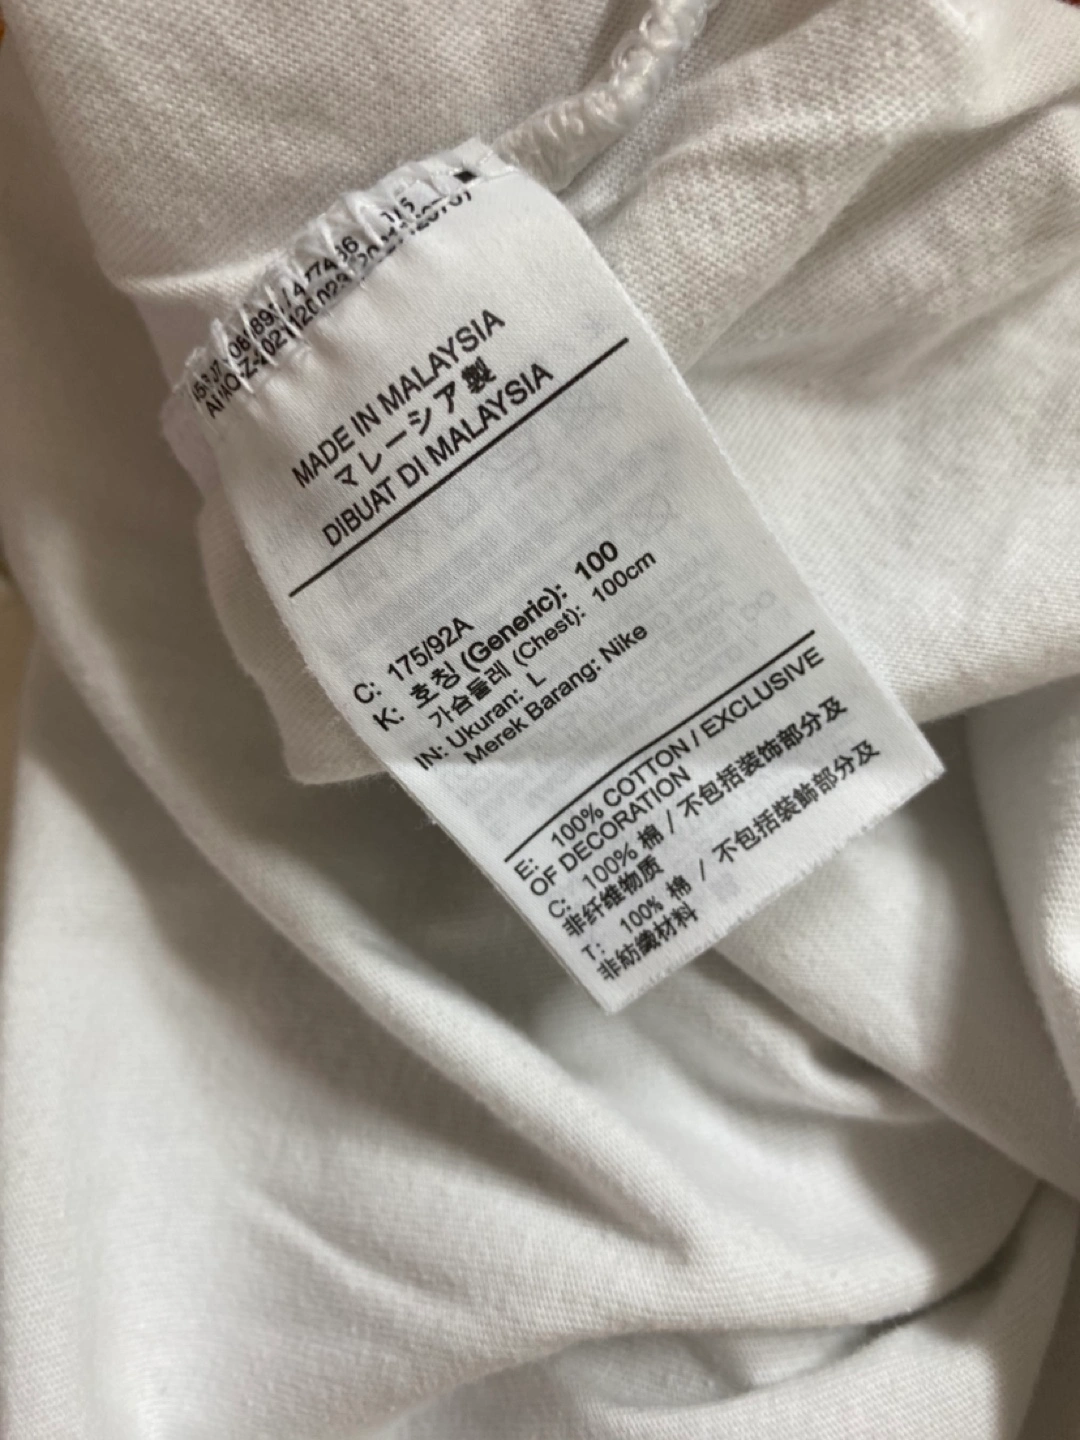 MADE IN MALAYSIA
マレーシア製
DIBUAT DI MALAYSIA
C: 175/92A
K: 호칭 (Generic): 100
가슴둘레 (Chest): 100cm
IN: Ukuran: L
Merek Barang: Nike
E: 100% COTTON / EXCLUSIVE
OF DECORATION
C: 100% 棉 / 不包括装饰部分及
非纤维物质
T: 100% 棉 / 不包括裝飾部分及
非紡織材料